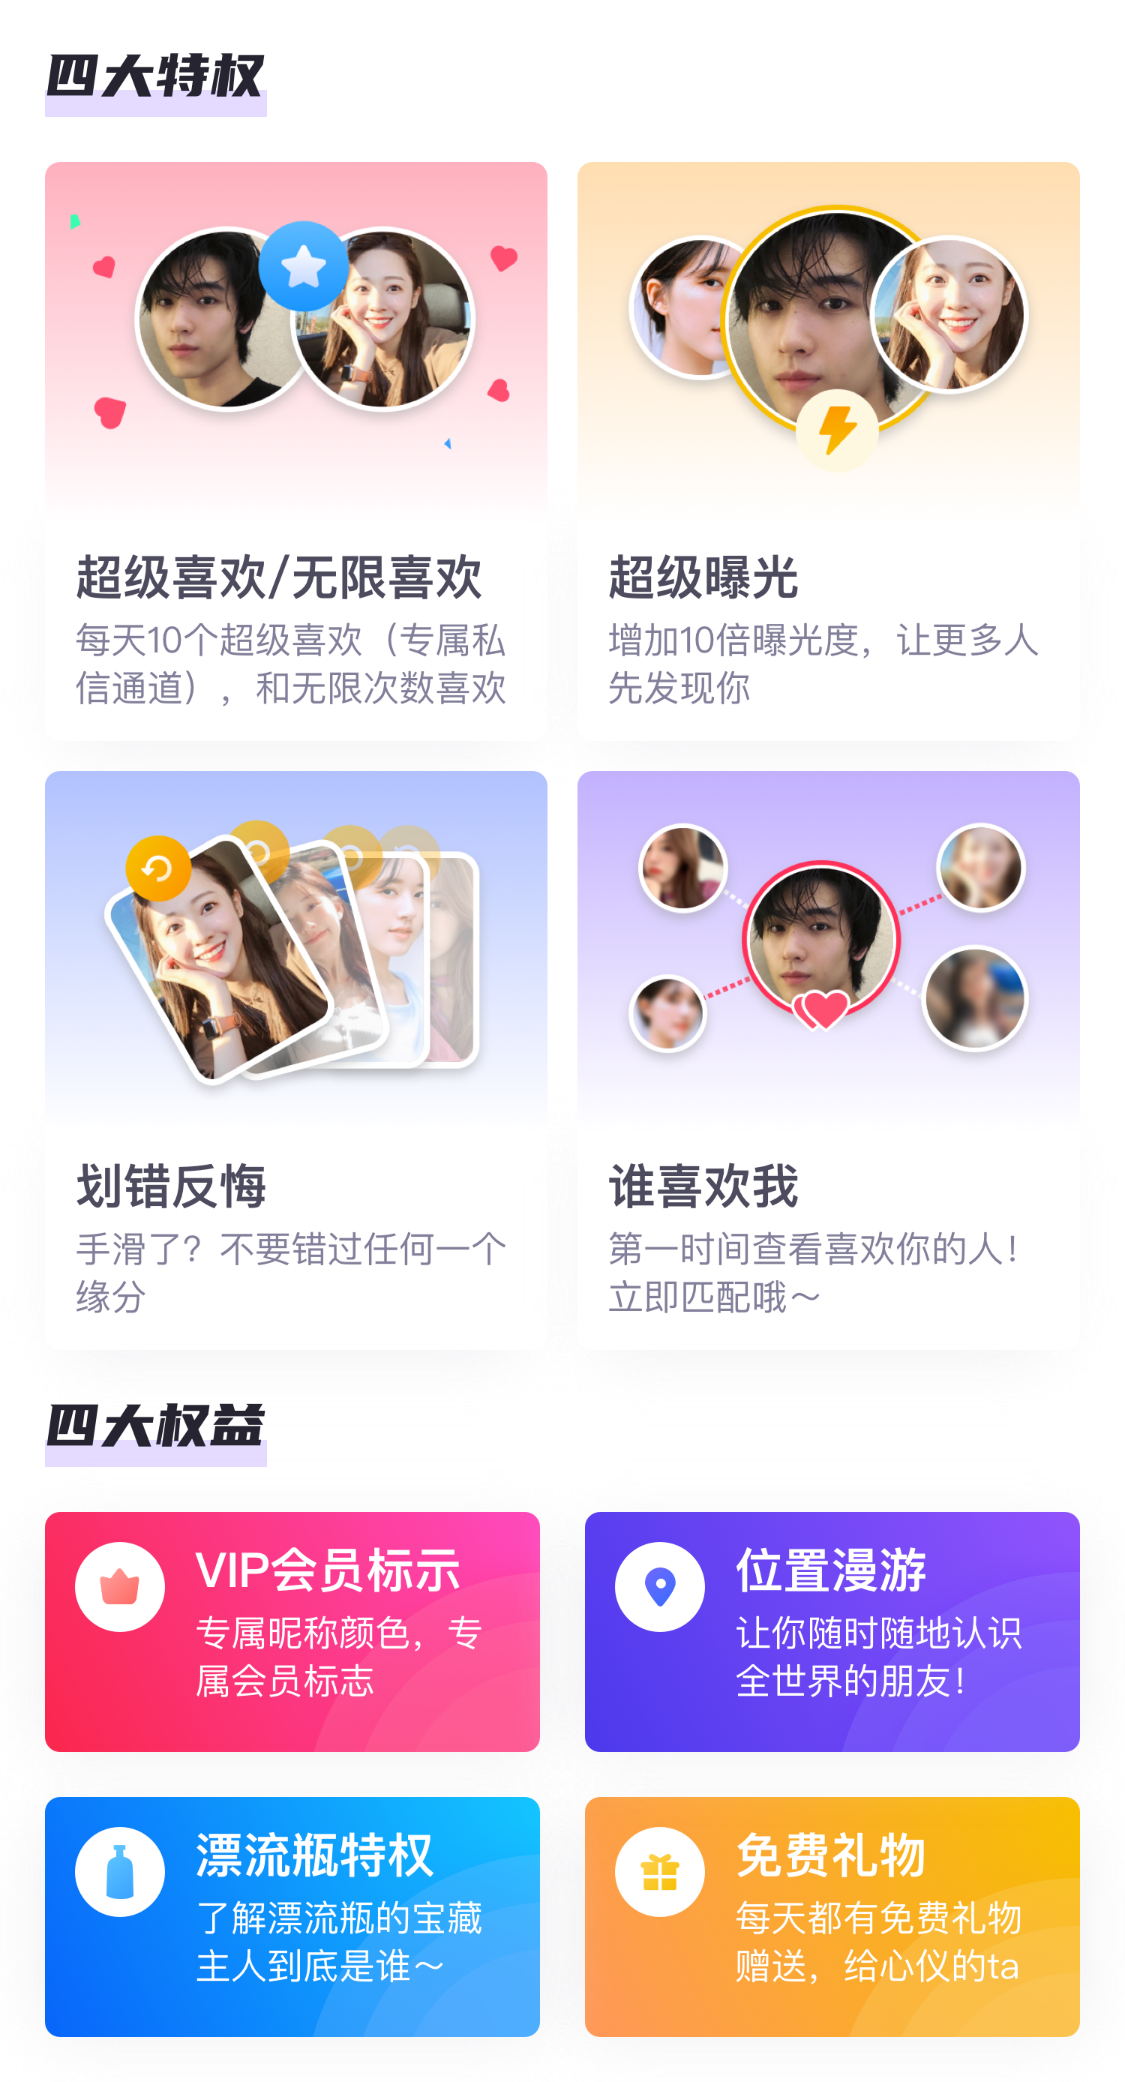 四大特权
超级喜欢/无限喜欢
每天10个超级喜欢（专属私
信通道），和无限次数喜欢
超级曝光
增加10倍曝光度，让更多人
先发现你
划错反悔
手滑了？不要错过任何一个
缘分
谁喜欢我
第一时间查看喜欢你的人！
立即匹配哦～
四大权益
VIP会员标示
专属昵称颜色，专
属会员标志
位置漫游
让你随时随地认识
全世界的朋友！
漂流瓶特权
了解漂流瓶的宝藏
主人到底是谁～
免费礼物
每天都有免费礼物
赠送，给心仪的ta